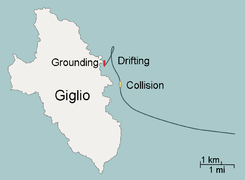 Grounding
Drifting
Giglio
Collision
1 km,
1 mi